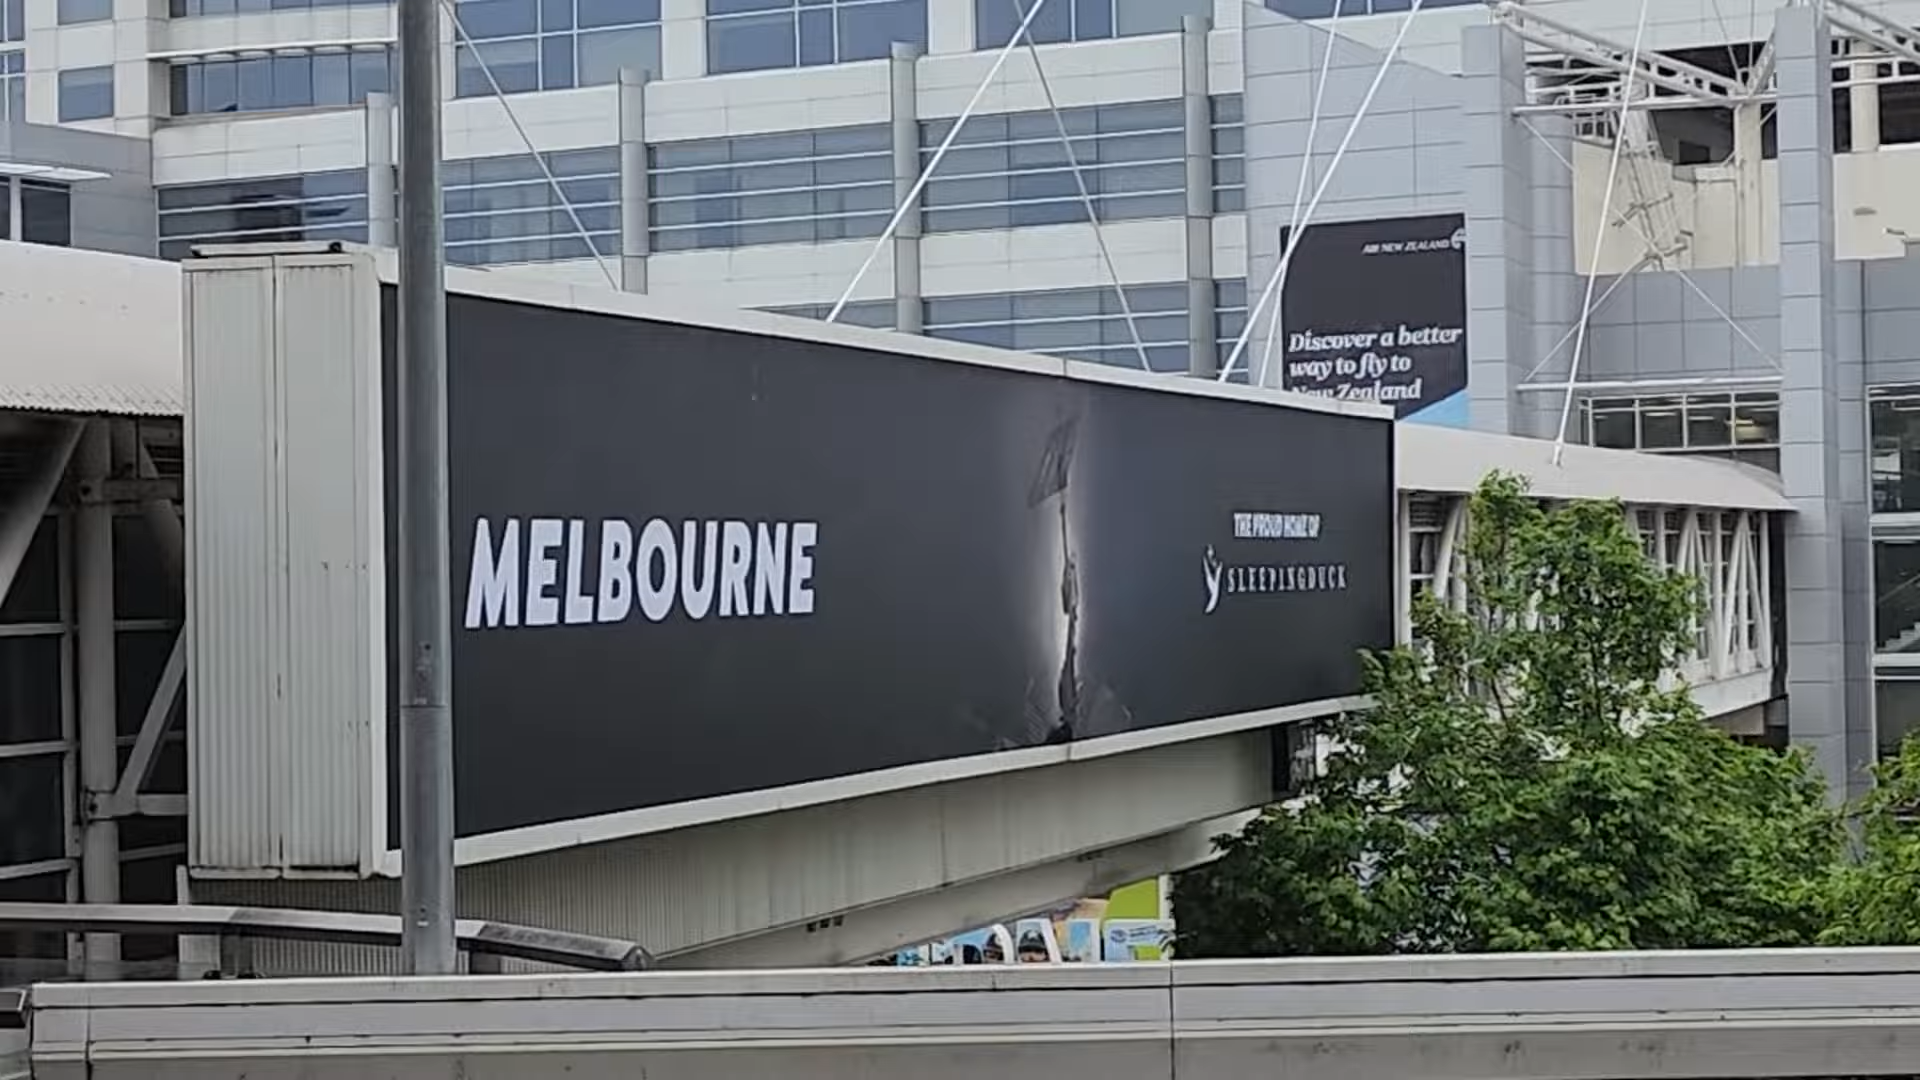 AIR NEW ZEALAND
Discover a better
way to fly to
New Zealand
MELBOURNE
THE PROUD HOME OF
SLEEPINGDUCK